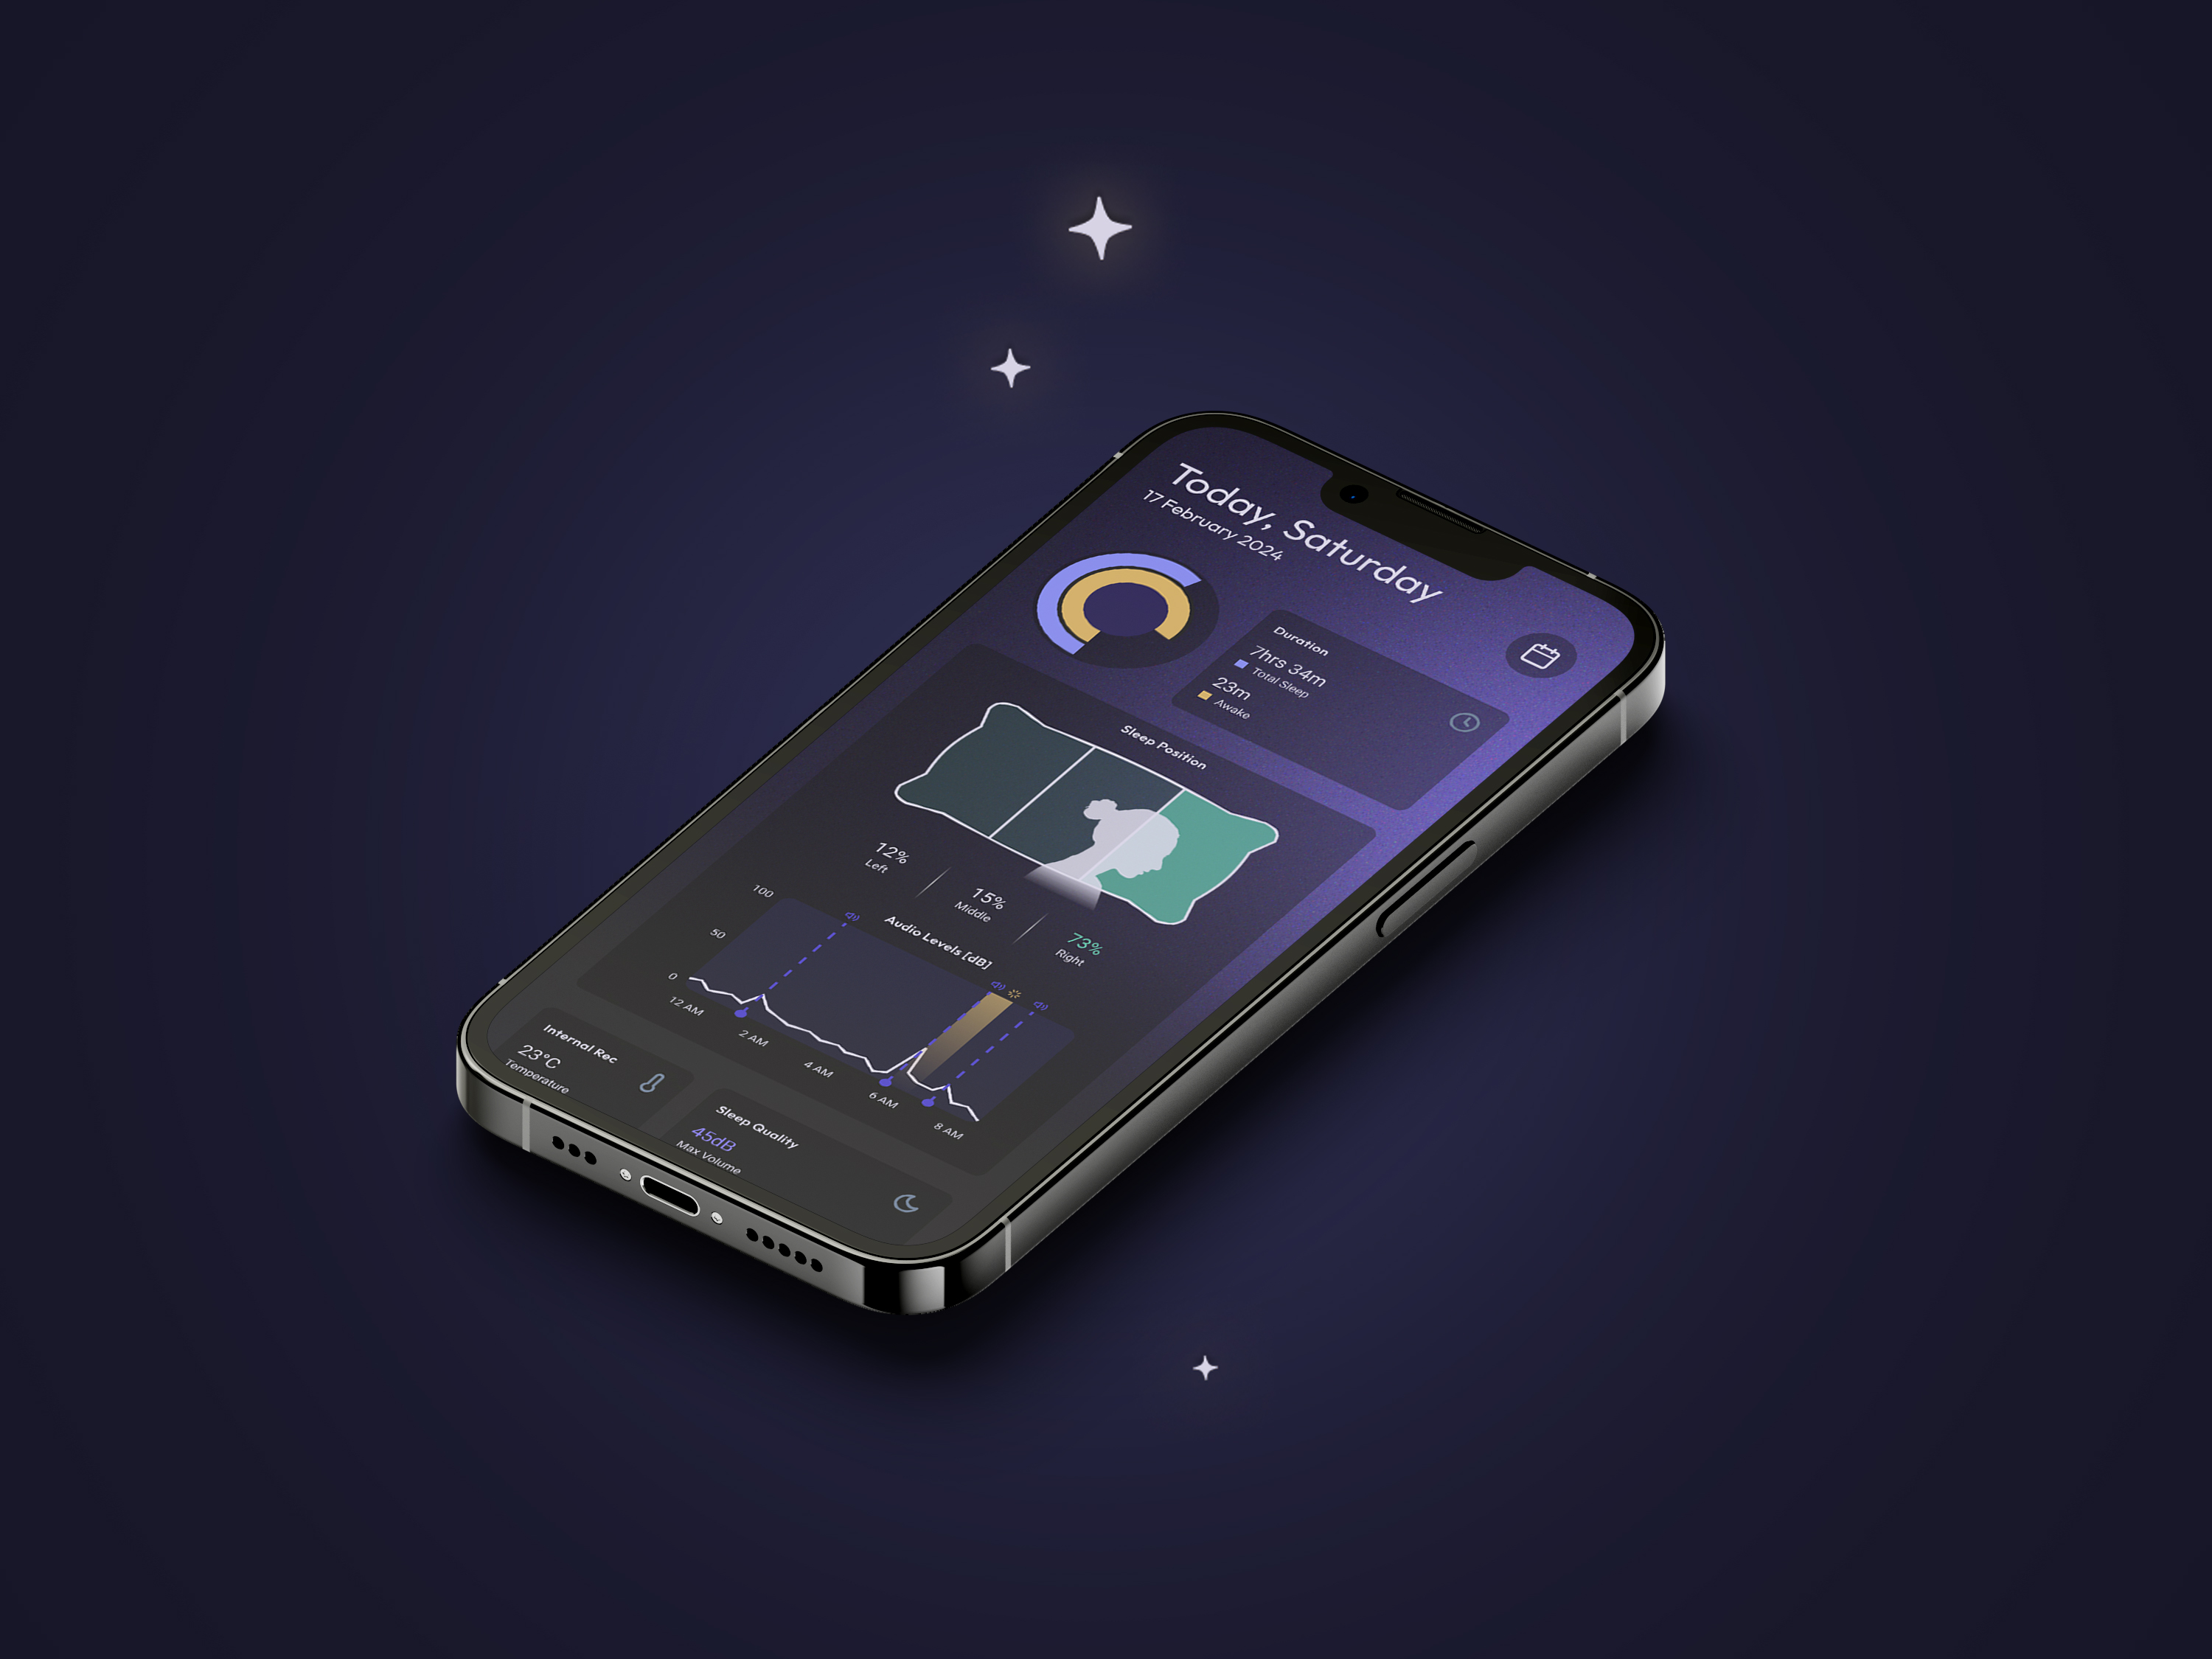 Today, Saturday
17 February 2024
Duration
7hrs 34m
Total Sleep
23m
Awake
Sleep Position
12%
Left
15%
Middle
73%
Right
Audio Levels [dB]
100
50
0
12 AM
2 AM
4 AM
6 AM
8 AM
Internal Rec
23°C
Temperature
Sleep Quality
45dB
Max Volume